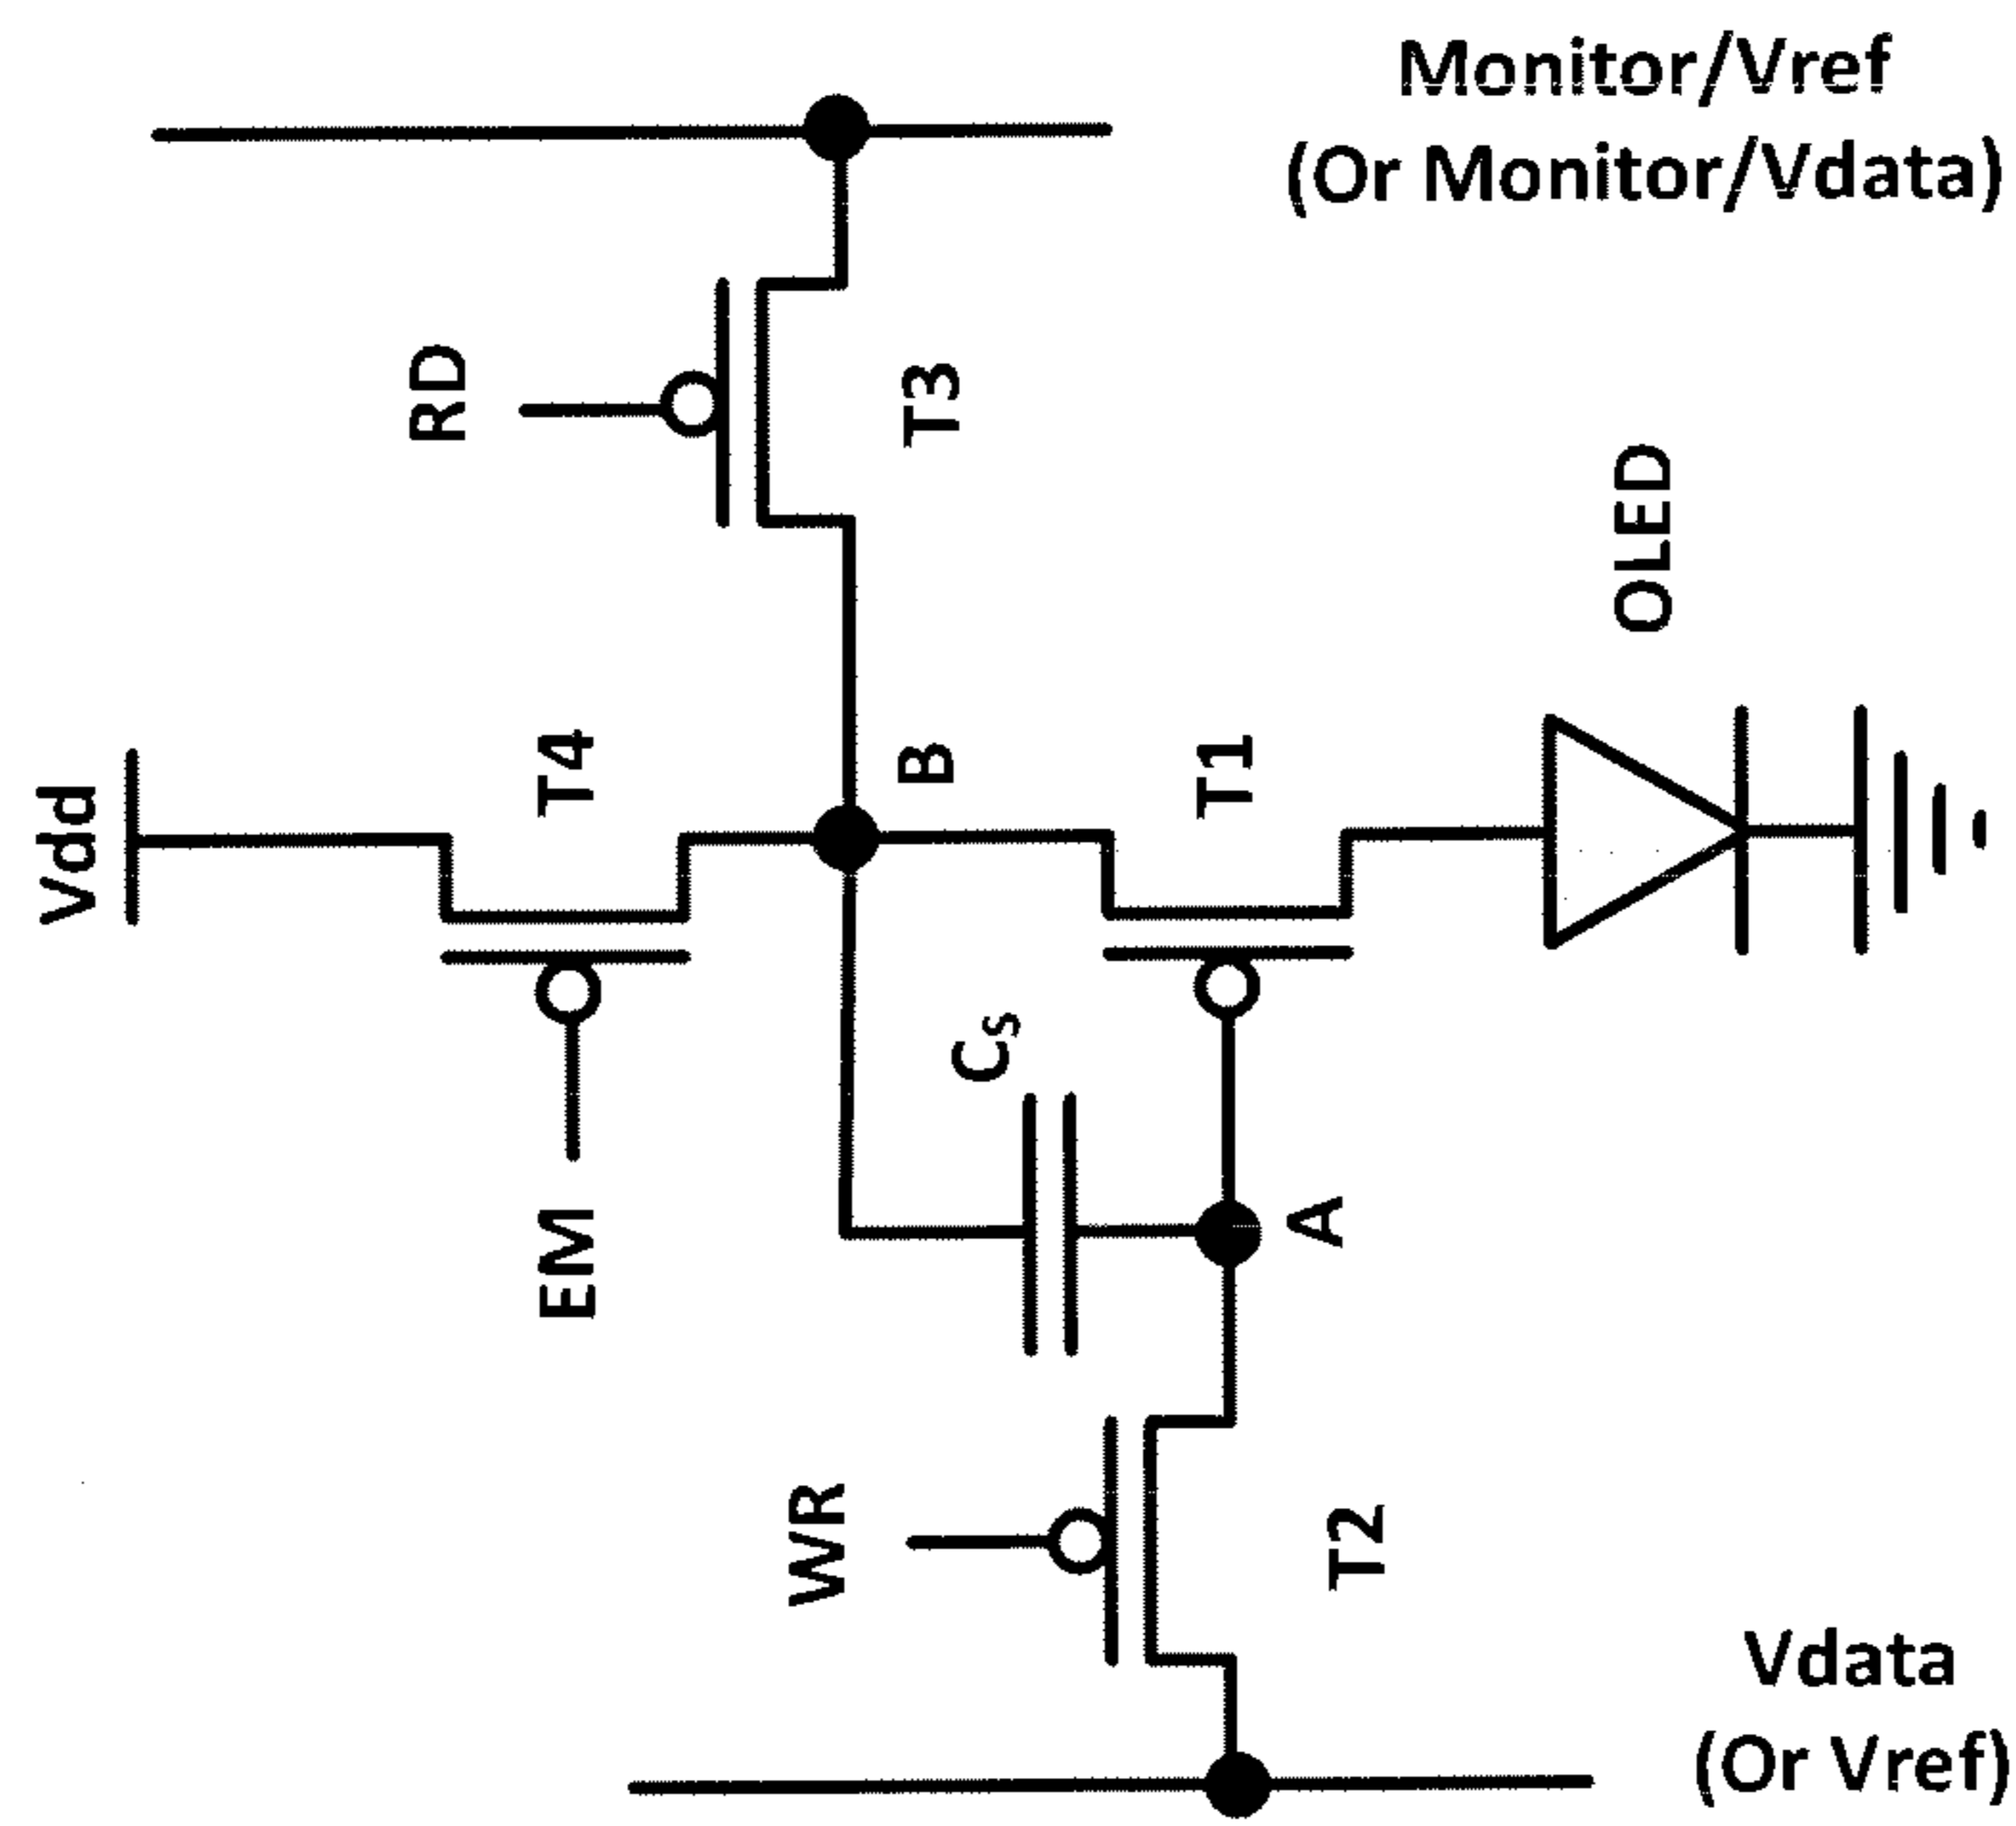 Monitor/Vref
(Or Monitor/Vdata)
RD
T3
OLED
Vdd
T4
B
T1
Cs
EM
A
WR
T2
Vdata
(Or Vref)